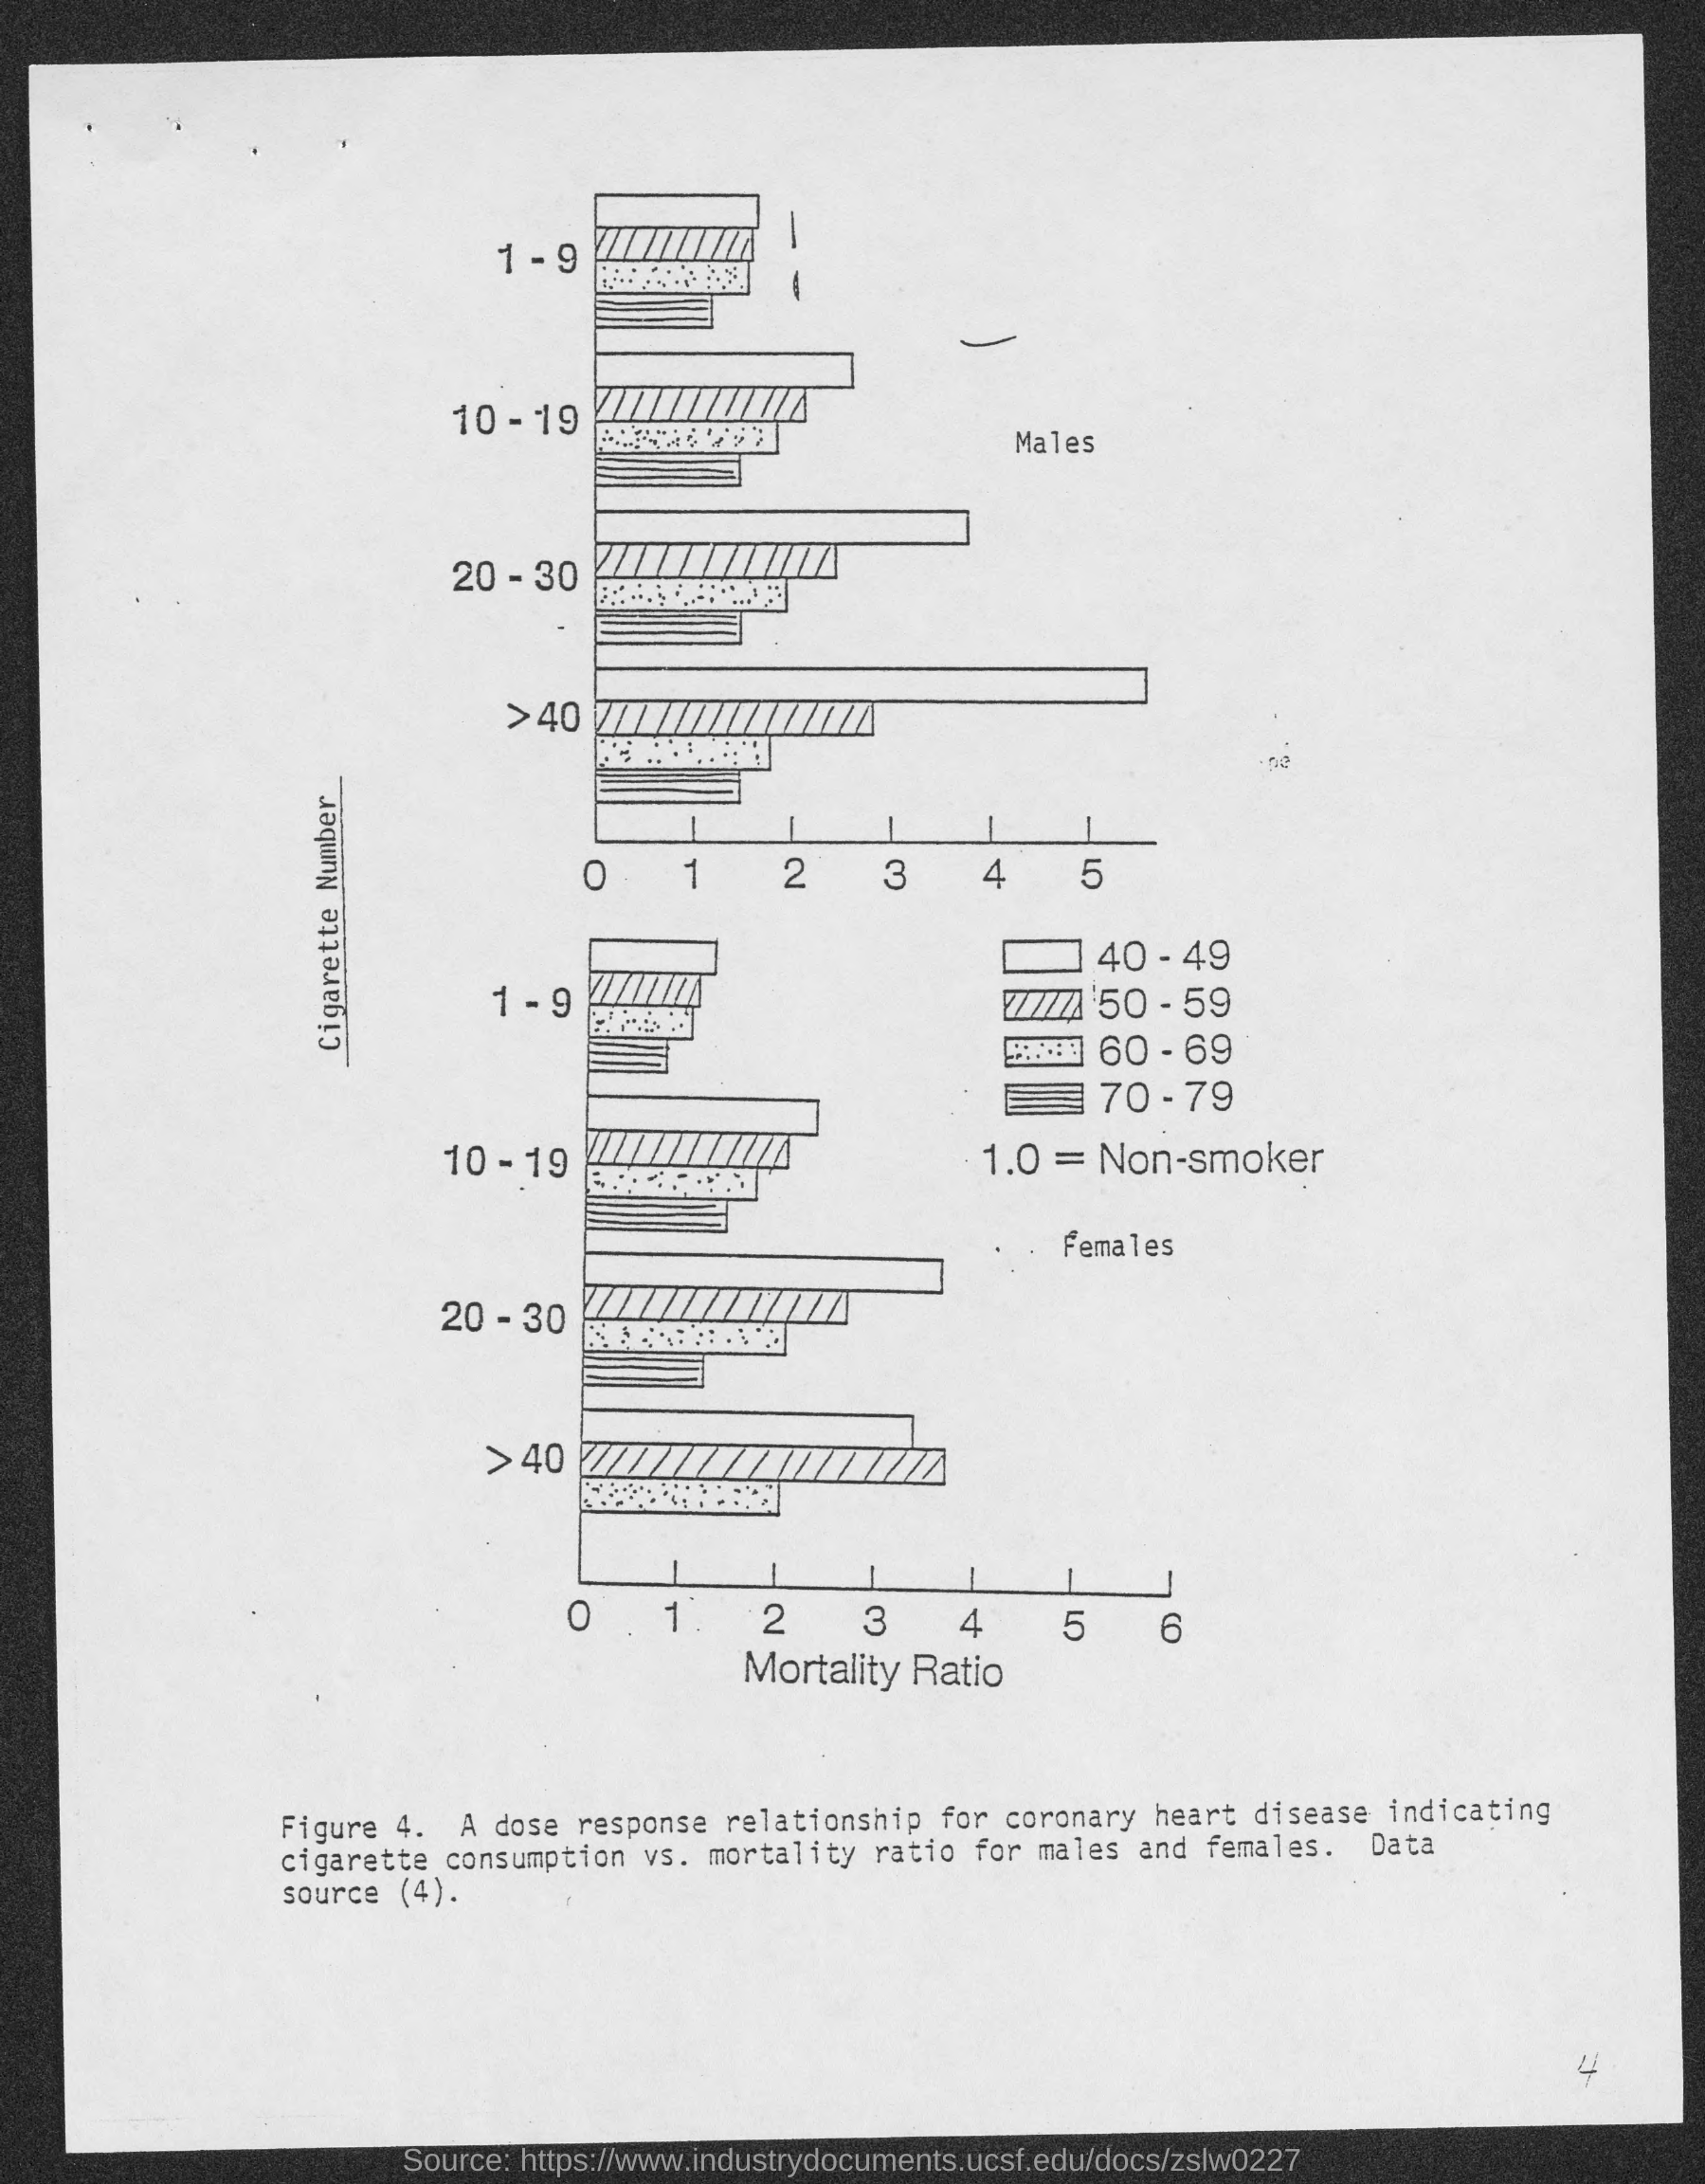 1 - 9
10 - 19
Males
20 - 30
>40
Cigarette Number
0 1 2 3 4 5
40 - 49
1 - 9
50 - 59
60 - 69
70 - 79
10 - 19
1.0 = Non-smoker
Females
20 - 30
>40
0 1 2 3 4 5 6
Mortality Ratio
Figure 4. A dose response relationship for coronary heart disease indicating
cigarette consumption vs. mortality ratio for males and females. Data
source (4).
4
Source: https://www.industrydocuments.ucsf.edu/docs/zslw0227